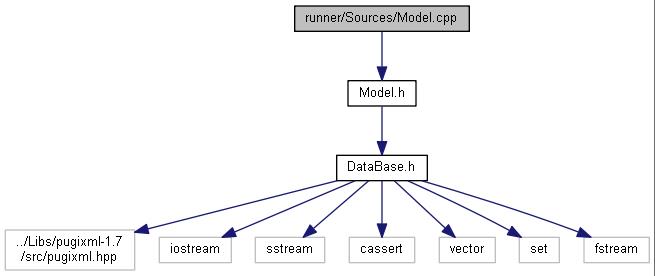 runner/Sources/Model.cpp
Model.h
DataBase.h
../Libs/pugixml-1.7
/src/pugixml.hpp
iostream
sstream
cassert
vector
set
fstream